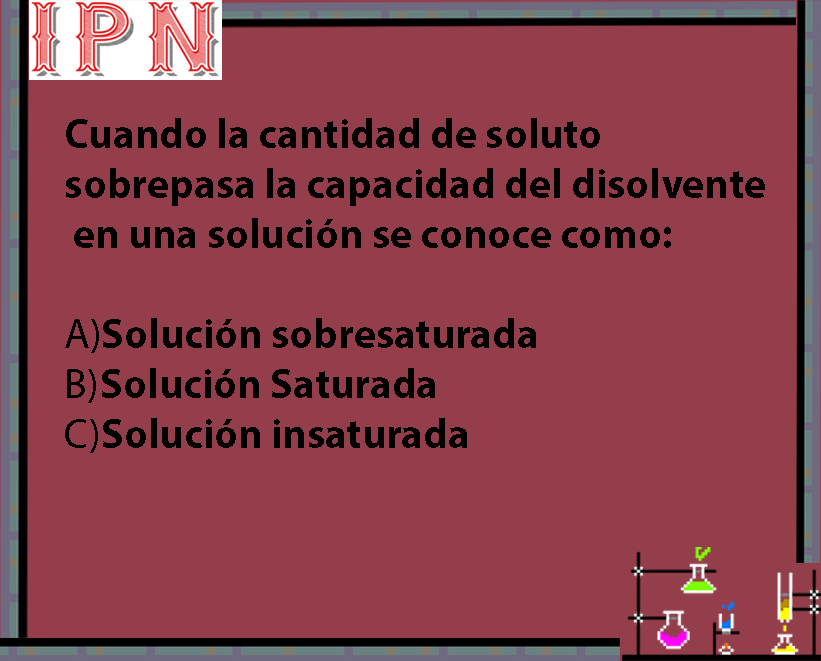 IPN
Cuando la cantidad de soluto
sobrepasa la capacidad del disolvente
en una solución se conoce como:
A)Solución sobresaturada
B)Solución Saturada
C)Solución insaturada